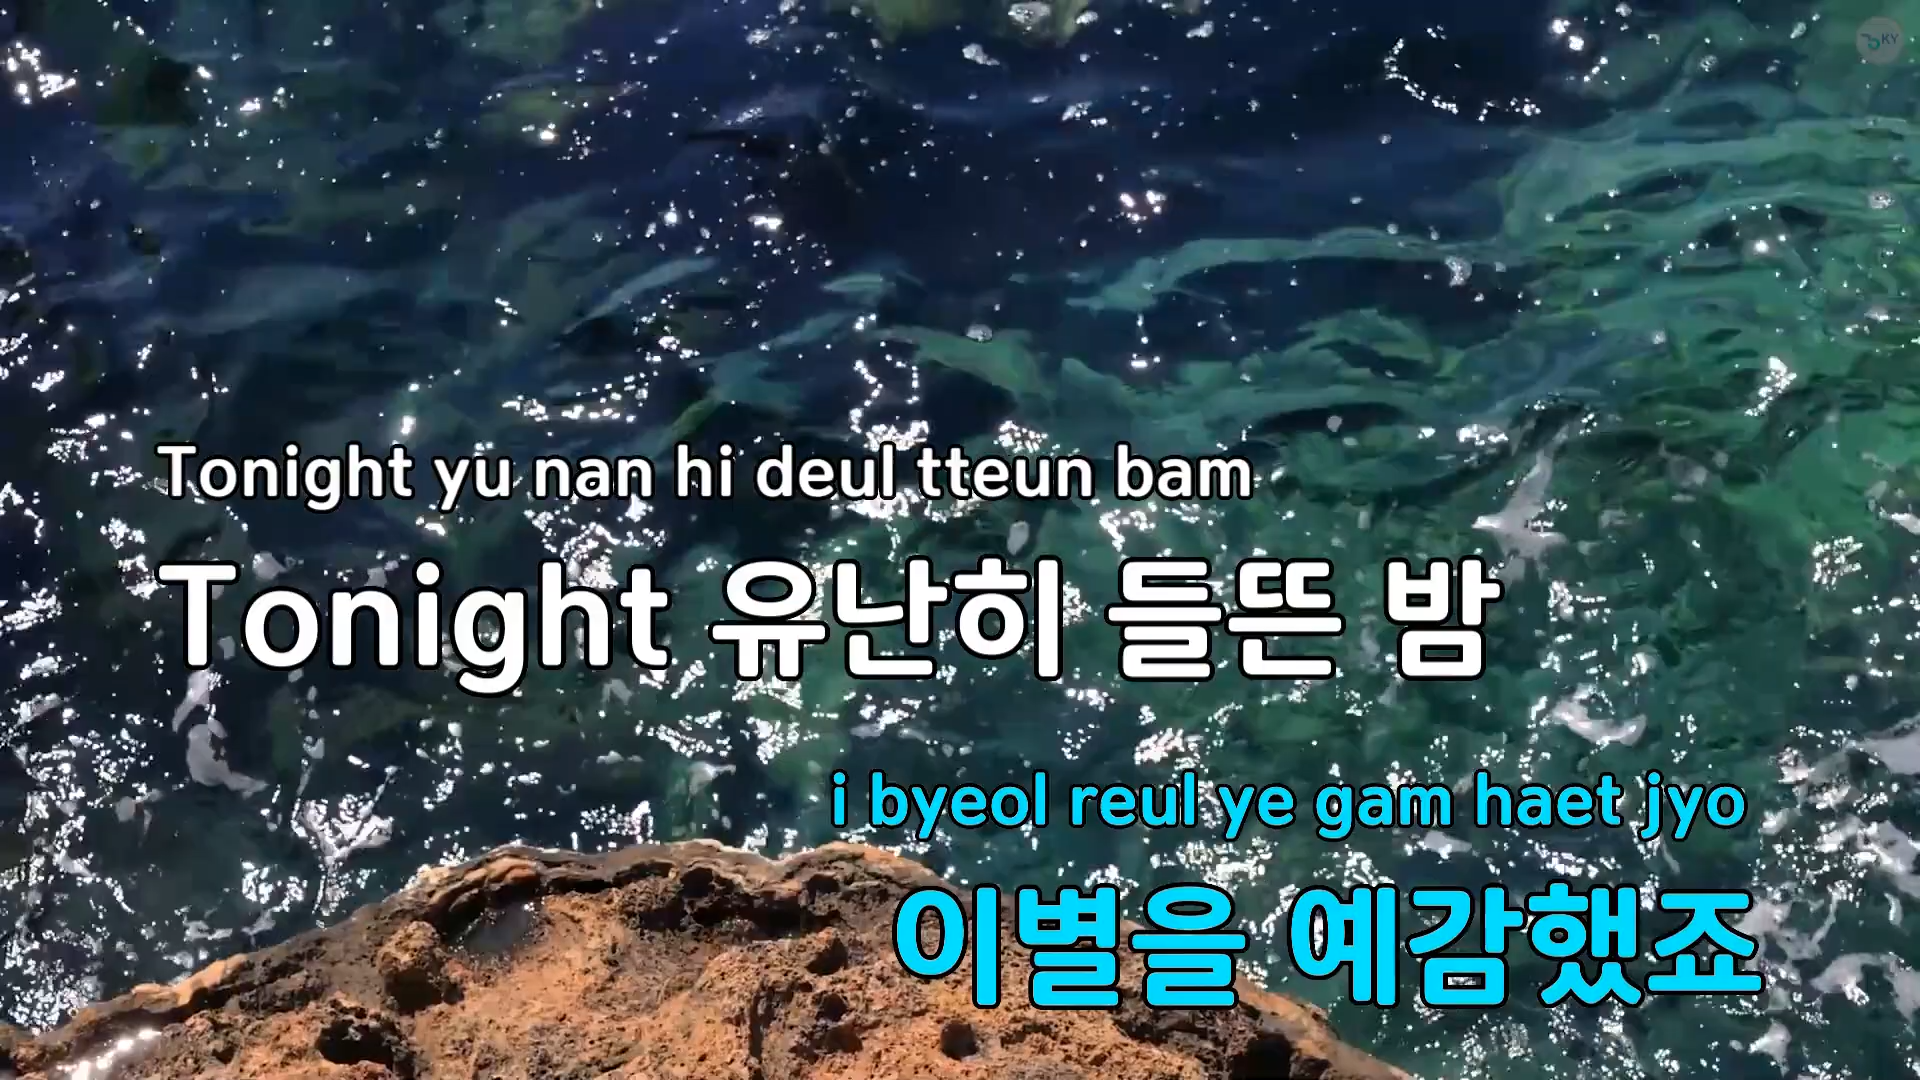 KY
Tonight yu nan hi deul tteun bam
Tonight 유난히 들뜬 밤
i byeol reul ye gam haet jyo
이별을 예감했죠